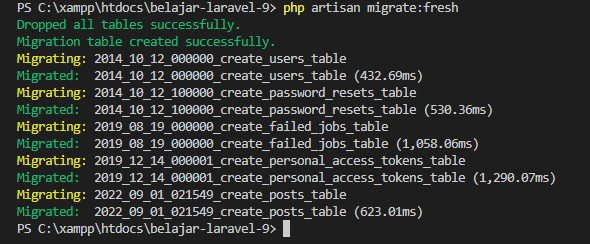 PS C:\xampp\htdocs\belajar-laravel-9> php artisan migrate:fresh
Dropped all tables successfully.
Migration table created successfully.
Migrating: 2014_10_12_000000_create_users_table
Migrated:  2014_10_12_000000_create_users_table (432.69ms)
Migrating: 2014_10_12_100000_create_password_resets_table
Migrated:  2014_10_12_100000_create_password_resets_table (530.36ms)
Migrating: 2019_08_19_000000_create_failed_jobs_table
Migrated:  2019_08_19_000000_create_failed_jobs_table (1,058.06ms)
Migrating: 2019_12_14_000001_create_personal_access_tokens_table
Migrated:  2019_12_14_000001_create_personal_access_tokens_table (1,290.07ms)
Migrating: 2022_09_01_021549_create_posts_table
Migrated:  2022_09_01_021549_create_posts_table (623.01ms)
PS C:\xampp\htdocs\belajar-laravel-9>